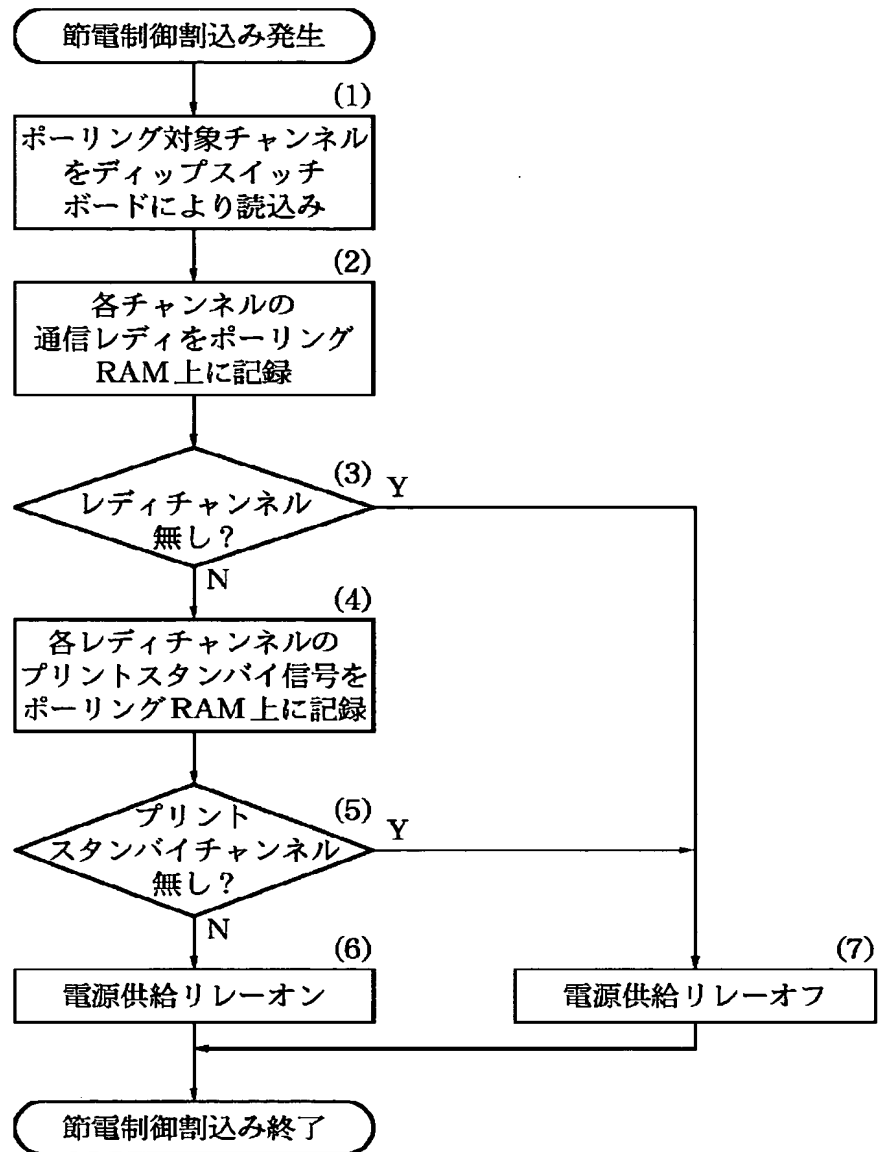 節電制御割込み発生
(1)
ポーリング対象チャンネル
をディップスイッチ
ボードにより読込み
(2)
各チャンネルの
通信レディをポーリング
RAM上に記録
(3)
レディチャンネル
無し?
Y
N
(4)
各レディチャンネルの
プリントスタンバイ信号を
ポーリングRAM上に記録
(5)
プリント
スタンバイチャンネル
無し?
Y
N
(6)
電源供給リレーオン
(7)
電源供給リレーオフ
節電制御割込み終了